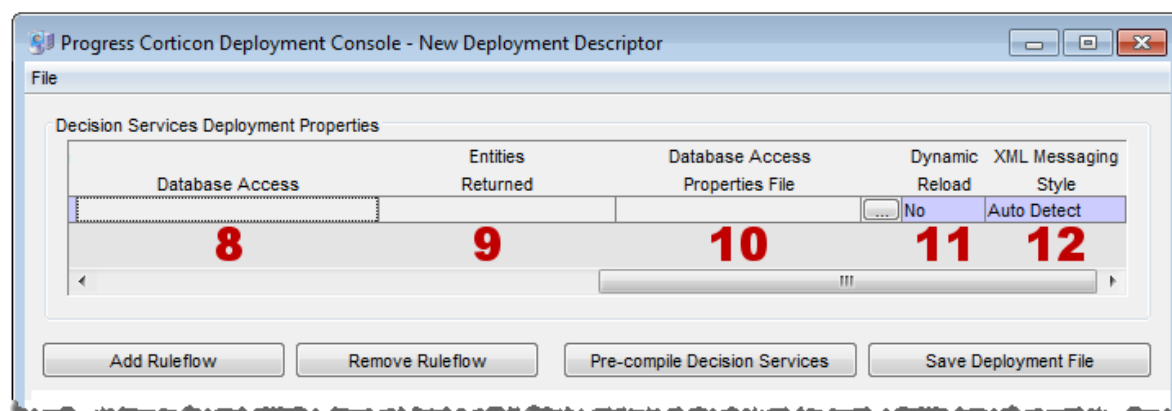 Progress Corticon Deployment Console - New Deployment Descriptor
File
Decision Services Deployment Properties
Entities Database Access Dynamic XML Messaging
Database Access Returned Properties File Reload Style
... No Auto Detect
8 9 10 11 12
Add Ruleflow Remove Ruleflow Pre-compile Decision Services Save Deployment File